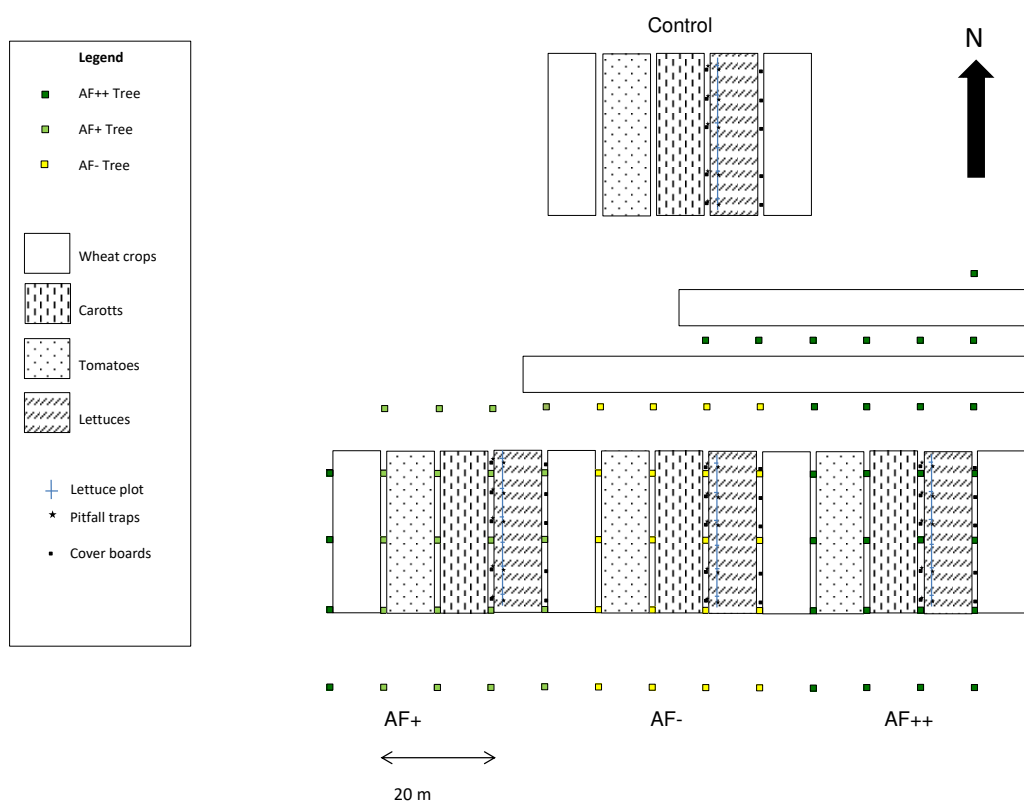 Control
N
Legend
AF++ Tree
AF+ Tree
AF- Tree
Wheat crops
Carotts
Tomatoes
Lettuces
Lettuce plot
Pitfall traps
Cover boards
AF+
AF-
AF++
20 m